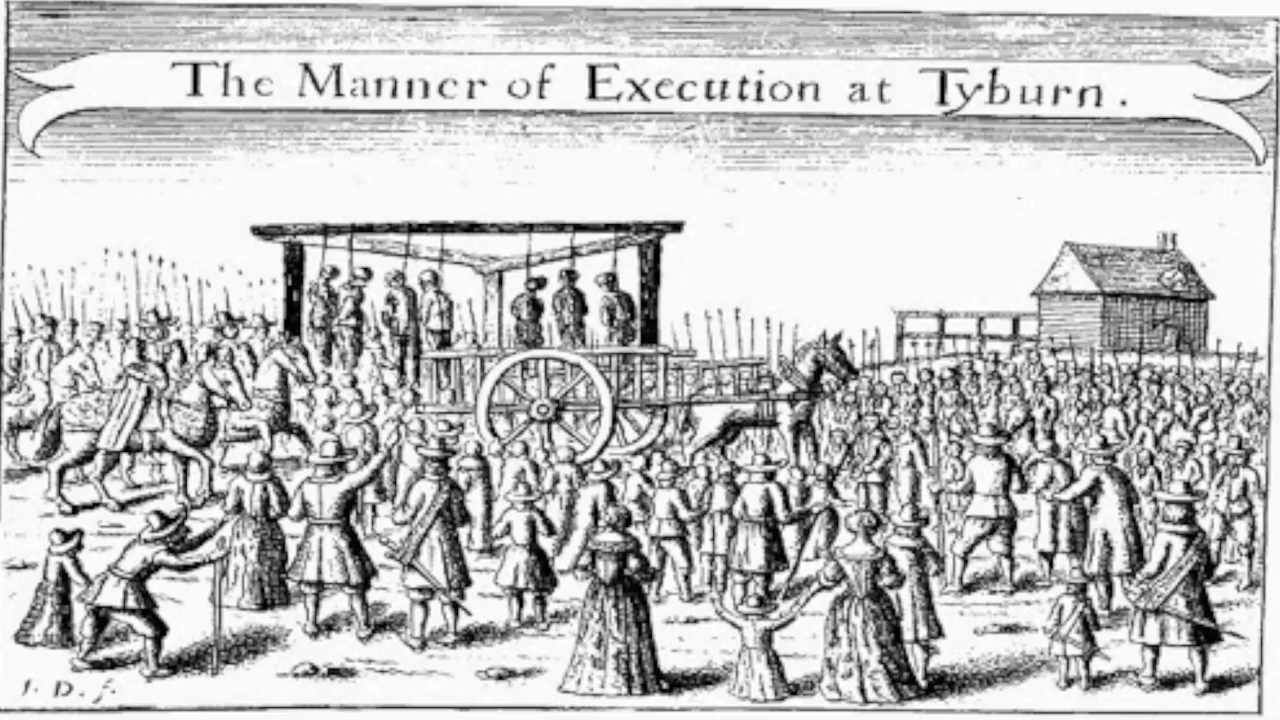 The Manner of Execution at Tyburn.
I. D. f.